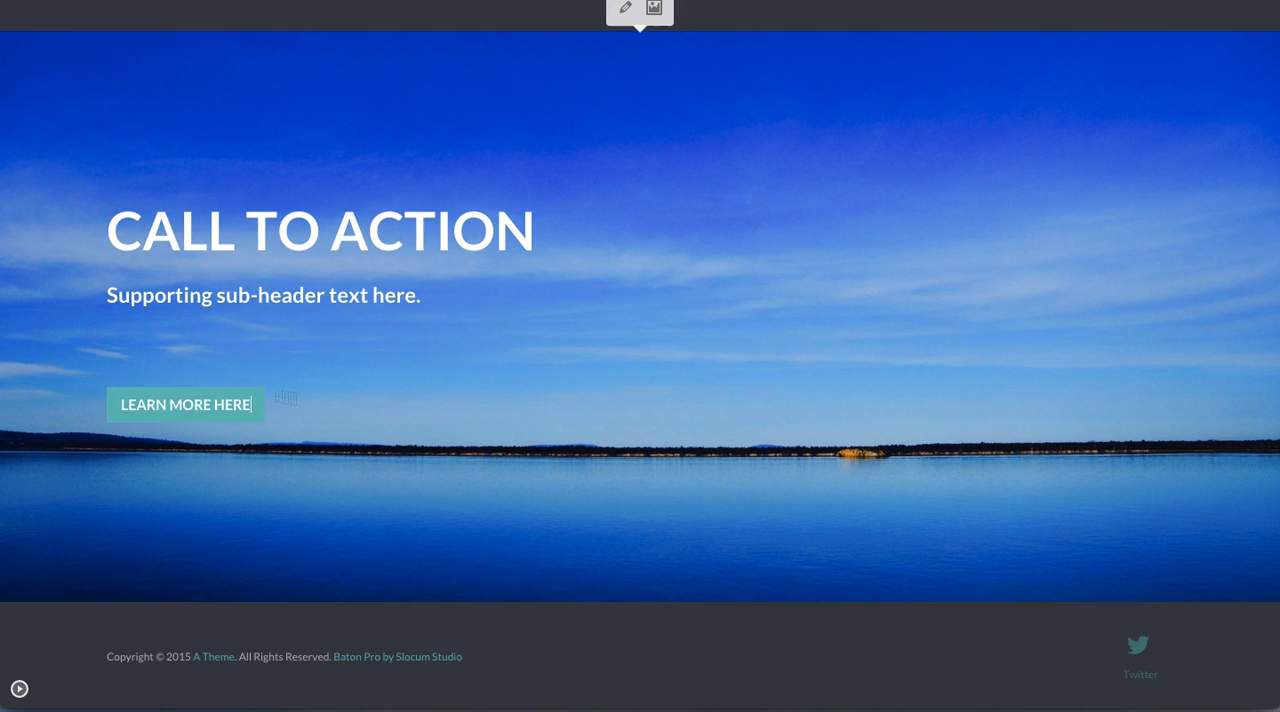 CALL TO ACTION
Supporting sub-header text here.
LEARN MORE HERE
Copyright © 2015 A Theme. All Rights Reserved. Baton Pro by Slocum Studio
Twitter